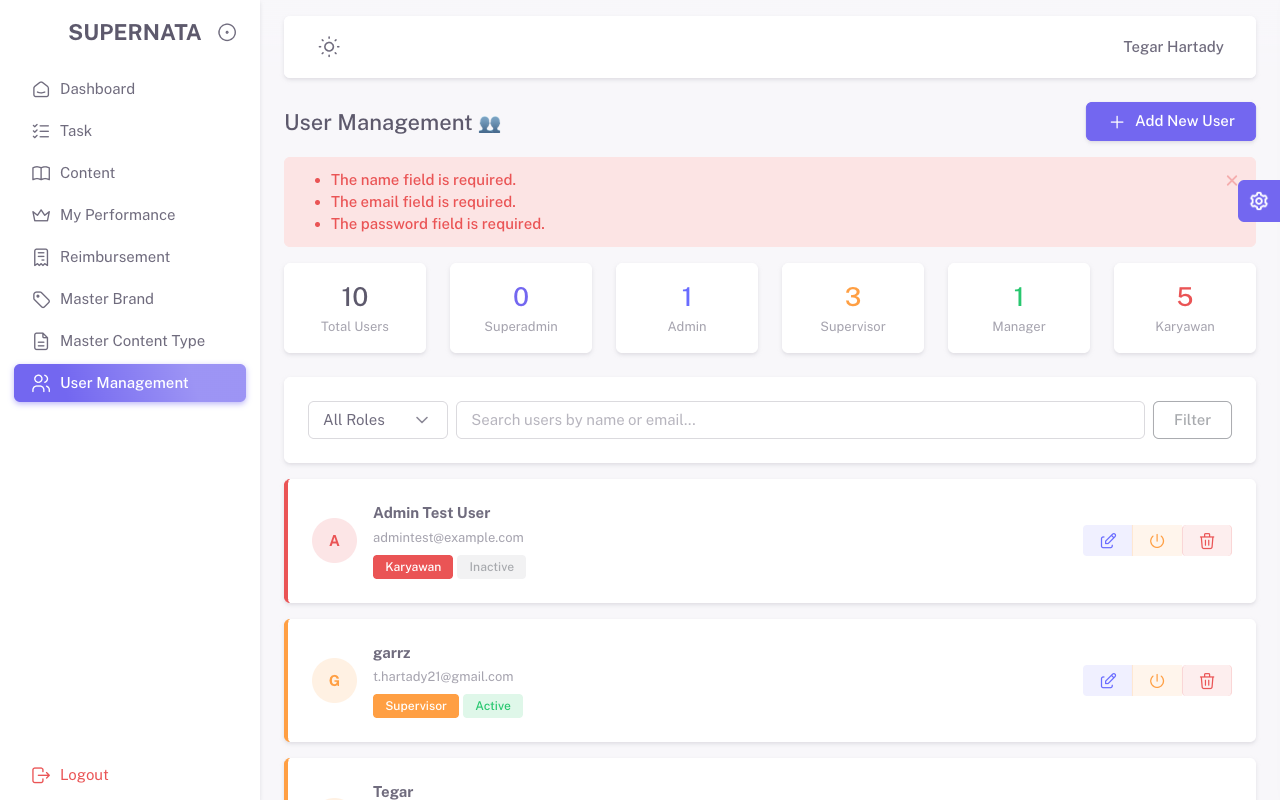 SUPERNATA
Dashboard
Task
Content
My Performance
Reimbursement
Master Brand
Master Content Type
User Management
Logout
Tegar Hartady
User Management 👥
Add New User
The name field is required.
The email field is required.
The password field is required.
10
Total Users
0
Superadmin
1
Admin
3
Supervisor
1
Manager
5
Karyawan
All Roles
Search users by name or email...
Filter
A
Admin Test User
admintest@example.com
Karyawan Inactive
G
garrz
t.hartady21@gmail.com
Supervisor Active
Tegar